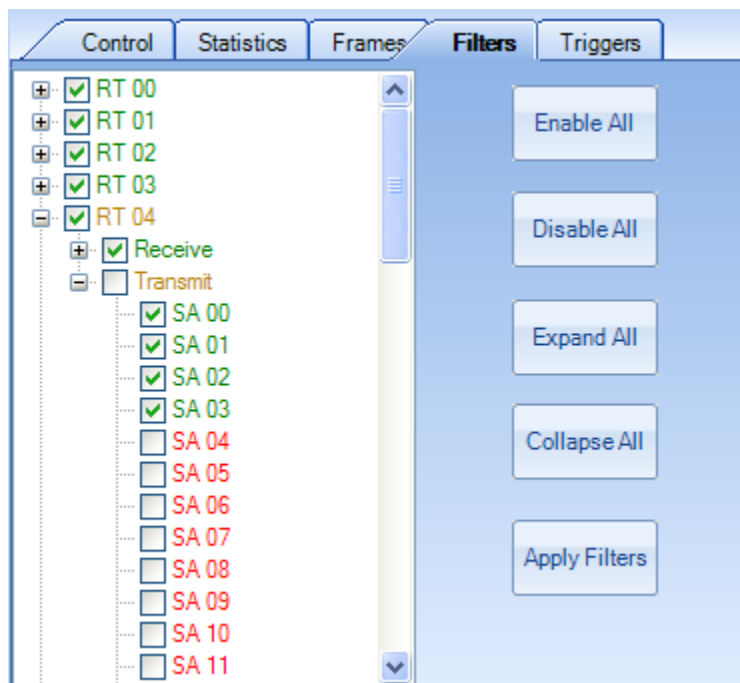 Control Statistics Frames Filters Triggers
RT 00
RT 01
RT 02
RT 03
RT 04
Receive
Transmit
SA 00
SA 01
SA 02
SA 03
SA 04
SA 05
SA 06
SA 07
SA 08
SA 09
SA 10
SA 11
Enable All
Disable All
Expand All
Collapse All
Apply Filters